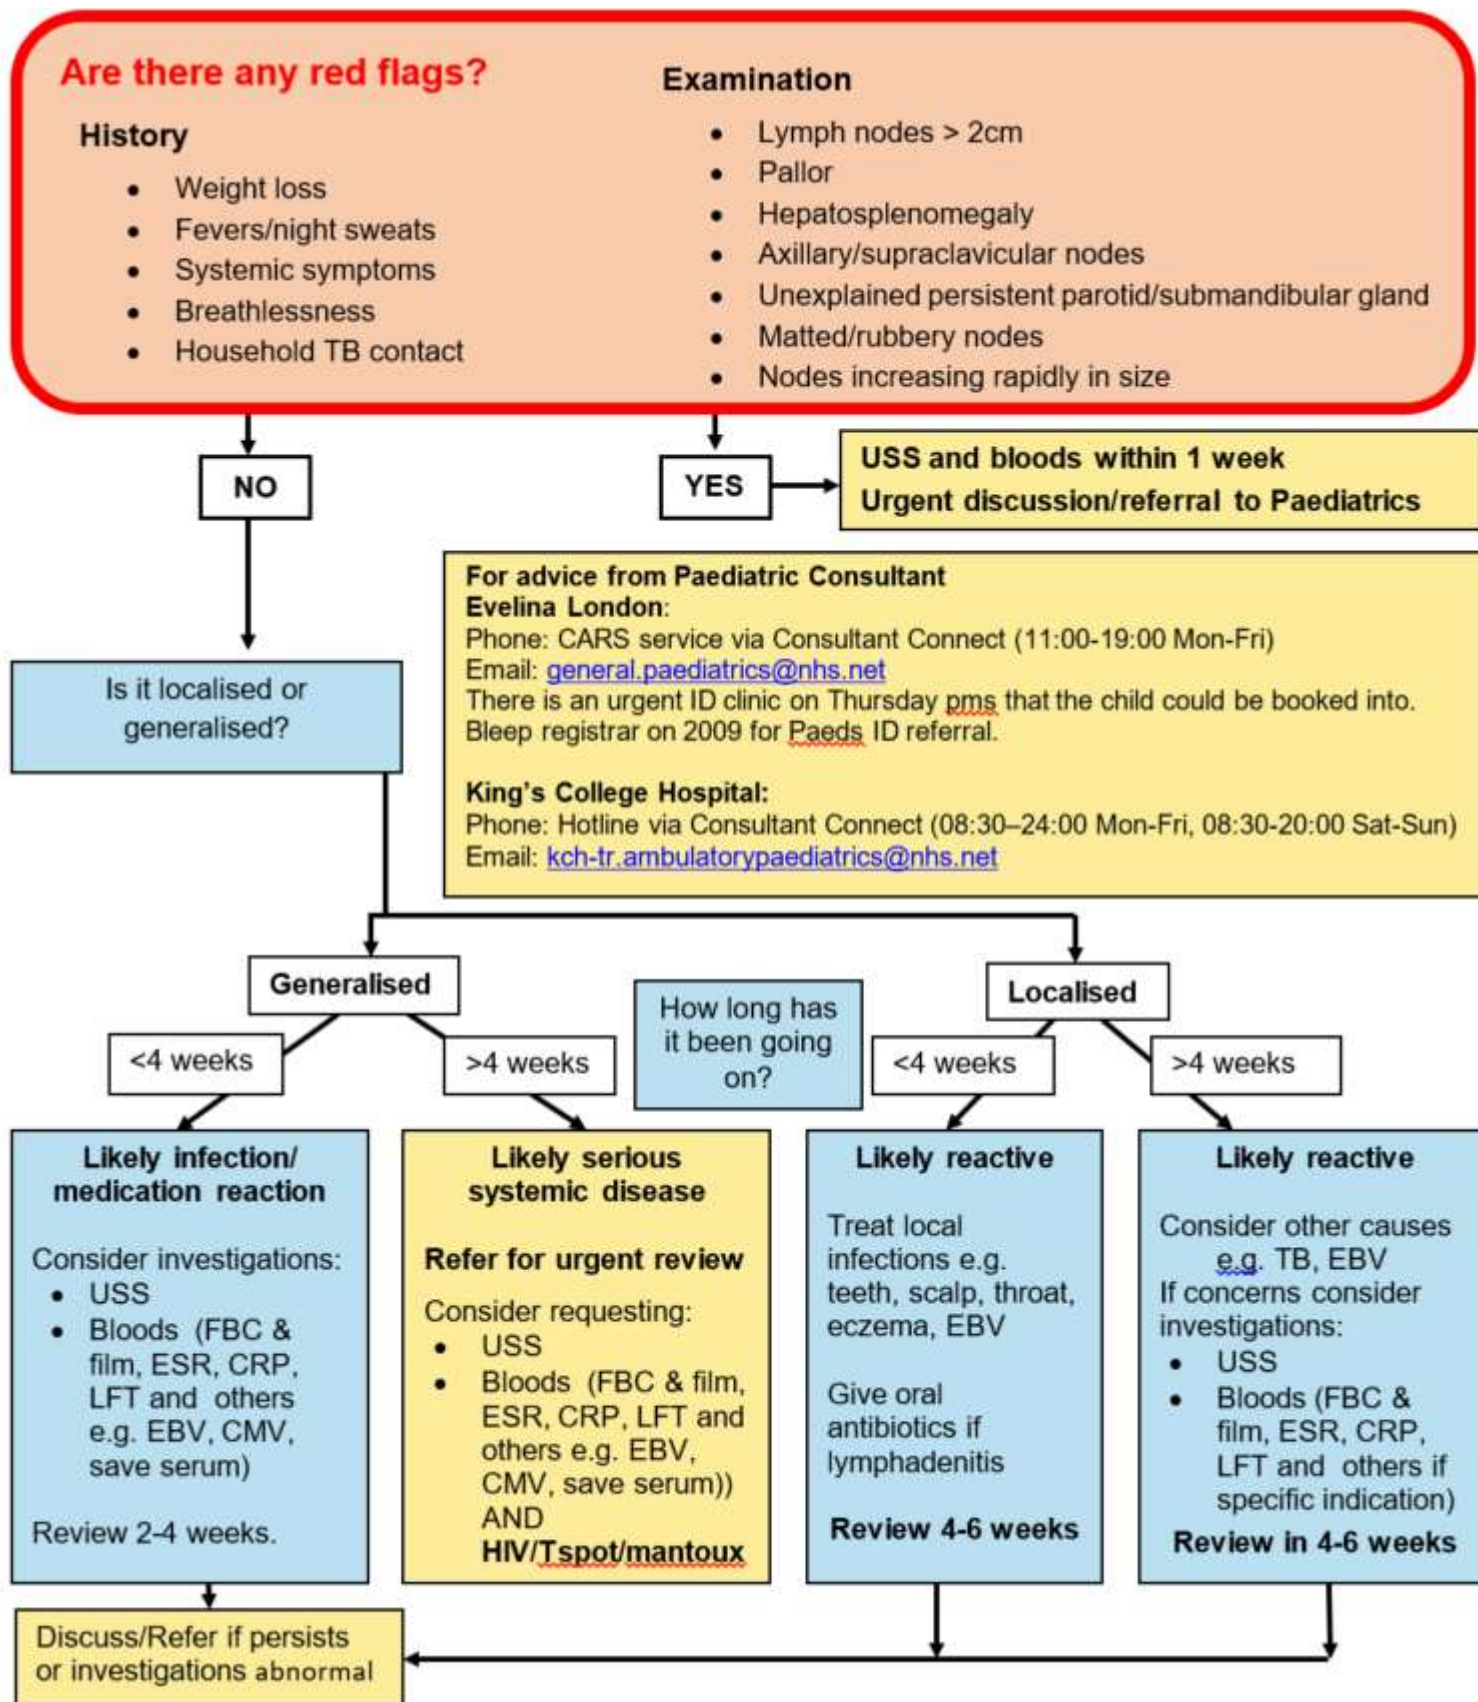 Are there any red flags?
History
• Weight loss
• Fevers/night sweats
• Systemic symptoms
• Breathlessness
• Household TB contact
Examination
• Lymph nodes > 2cm
• Pallor
• Hepatosplenomegaly
• Axillary/supraclavicular nodes
• Unexplained persistent parotid/submandibular gland
• Matted/rubbery nodes
• Nodes increasing rapidly in size
NO
YES
USS and bloods within 1 week
Urgent discussion/referral to Paediatrics
For advice from Paediatric Consultant
Evelina London:
Phone: CARS service via Consultant Connect (11:00-19:00 Mon-Fri)
Email: general.paediatrics@nhs.net
There is an urgent ID clinic on Thursday pms that the child could be booked into.
Bleep registrar on 2009 for Paeds ID referral.
King's College Hospital:
Phone: Hotline via Consultant Connect (08:30–24:00 Mon-Fri, 08:30-20:00 Sat-Sun)
Email: kch-tr.ambulatorypaediatrics@nhs.net
Is it localised or
generalised?
Generalised
Localised
How long has
it been going
on?
<4 weeks
>4 weeks
<4 weeks
>4 weeks
Likely infection/
medication reaction
Consider investigations:
• USS
• Bloods (FBC &
film, ESR, CRP,
LFT and others
e.g. EBV, CMV,
save serum)
Review 2-4 weeks.
Likely serious
systemic disease
Refer for urgent review
Consider requesting:
• USS
• Bloods (FBC & film,
ESR, CRP, LFT and
others e.g. EBV,
CMV, save serum))
AND
HIV/Tspot/mantoux
Likely reactive
Treat local
infections e.g.
teeth, scalp, throat,
eczema, EBV
Give oral
antibiotics if
lymphadenitis
Review 4-6 weeks
Likely reactive
Consider other causes
e.g. TB, EBV
If concerns consider
investigations:
• USS
• Bloods (FBC &
film, ESR, CRP,
LFT and others if
specific indication)
Review in 4-6 weeks
Discuss/Refer if persists
or investigations abnormal